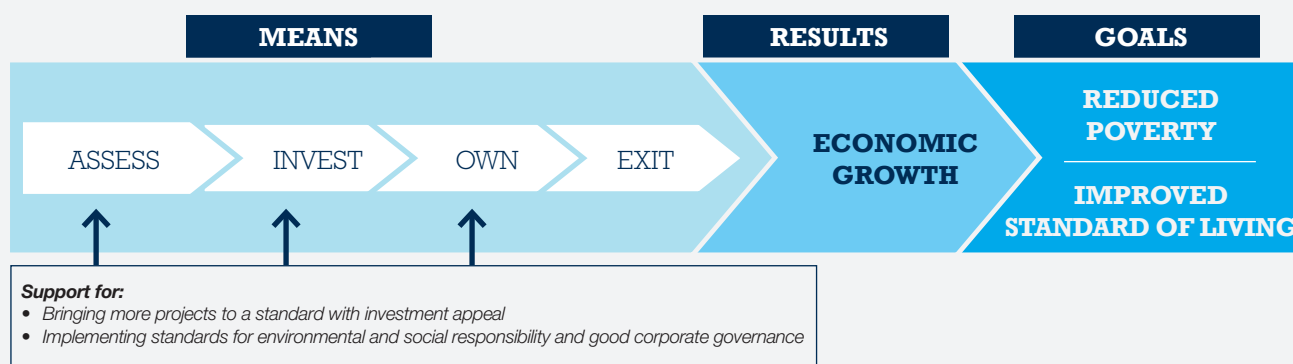 MEANS
RESULTS
GOALS
ASSESS
INVEST
OWN
EXIT
ECONOMIC
GROWTH
REDUCED
POVERTY
IMPROVED
STANDARD OF LIVING
Support for:
• Bringing more projects to a standard with investment appeal
• Implementing standards for environmental and social responsibility and good corporate governance